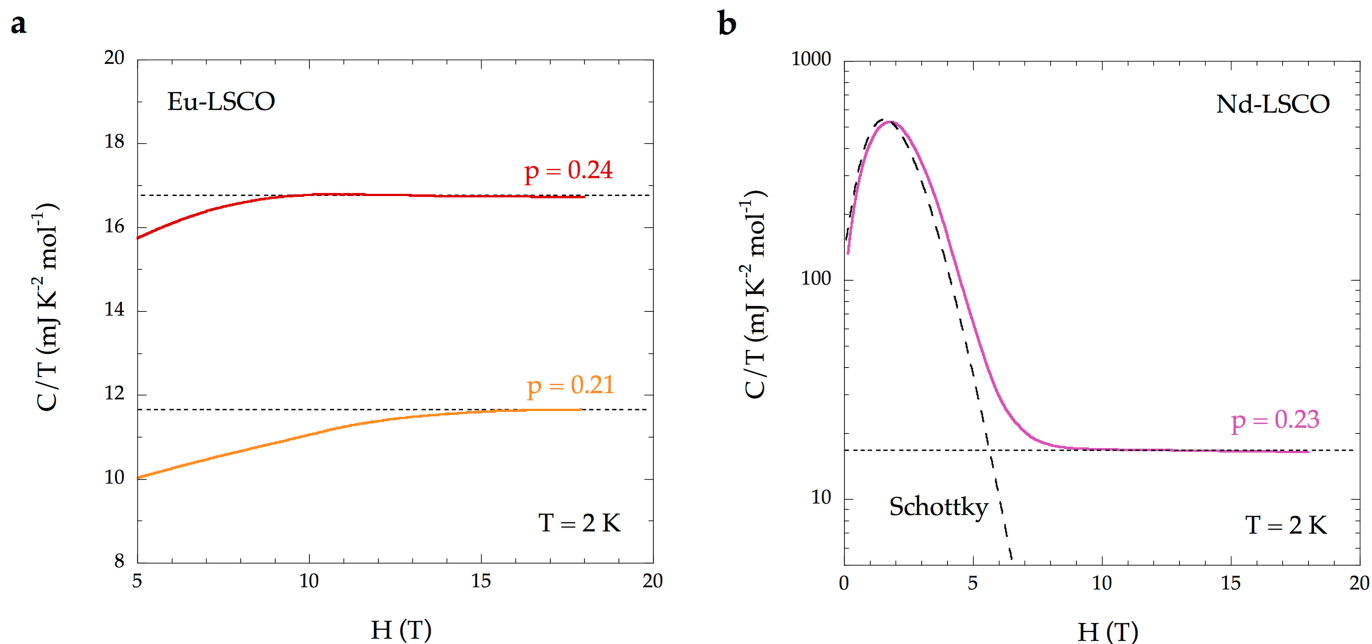 a
Eu-LSCO
p = 0.24
p = 0.21
T = 2 K
C/T (mJ K⁻² mol⁻¹)
20
18
16
14
12
10
8
5
10
15
20
H (T)
b
Nd-LSCO
p = 0.23
Schottky
T = 2 K
C/T (mJ K⁻² mol⁻¹)
1000
100
10
0
5
10
15
20
H (T)